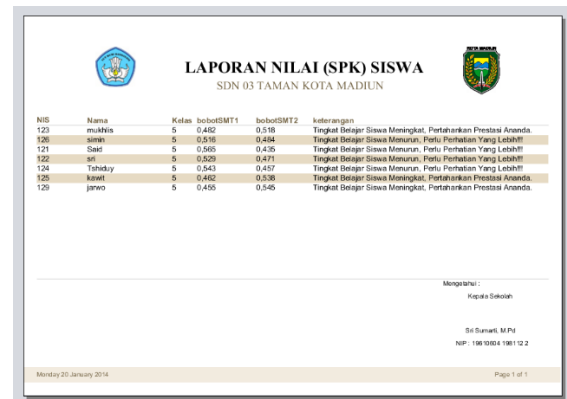 LAPORAN NILAI (SPK) SISWA
SDN 03 TAMAN KOTA MADIUN
NIS Nama Kelas bobotSMT1 bobotSMT2 keterangan
123 mukhlis 5 0,482 0,518 Tingkat Belajar Siswa Meningkat, Pertahankan Prestasi Ananda.
126 simin 5 0,516 0,484 Tingkat Belajar Siswa Menurun, Perlu Perhatian Yang Lebih!!!
121 Said 5 0,565 0,435 Tingkat Belajar Siswa Menurun, Perlu Perhatian Yang Lebih!!!
122 sri 5 0,529 0,471 Tingkat Belajar Siswa Menurun, Perlu Perhatian Yang Lebih!!!
124 Tshiduy 5 0,543 0,457 Tingkat Belajar Siswa Menurun, Perlu Perhatian Yang Lebih!!!
125 kawit 5 0,462 0,538 Tingkat Belajar Siswa Meningkat, Pertahankan Prestasi Ananda.
129 jarwo 5 0,455 0,545 Tingkat Belajar Siswa Meningkat, Pertahankan Prestasi Ananda.
Mengetahui :
Kepala Sekolah
Sri Sumarti, M.Pd
NIP : 19610604 198112 2
Monday 20 January 2014 Page 1 of 1